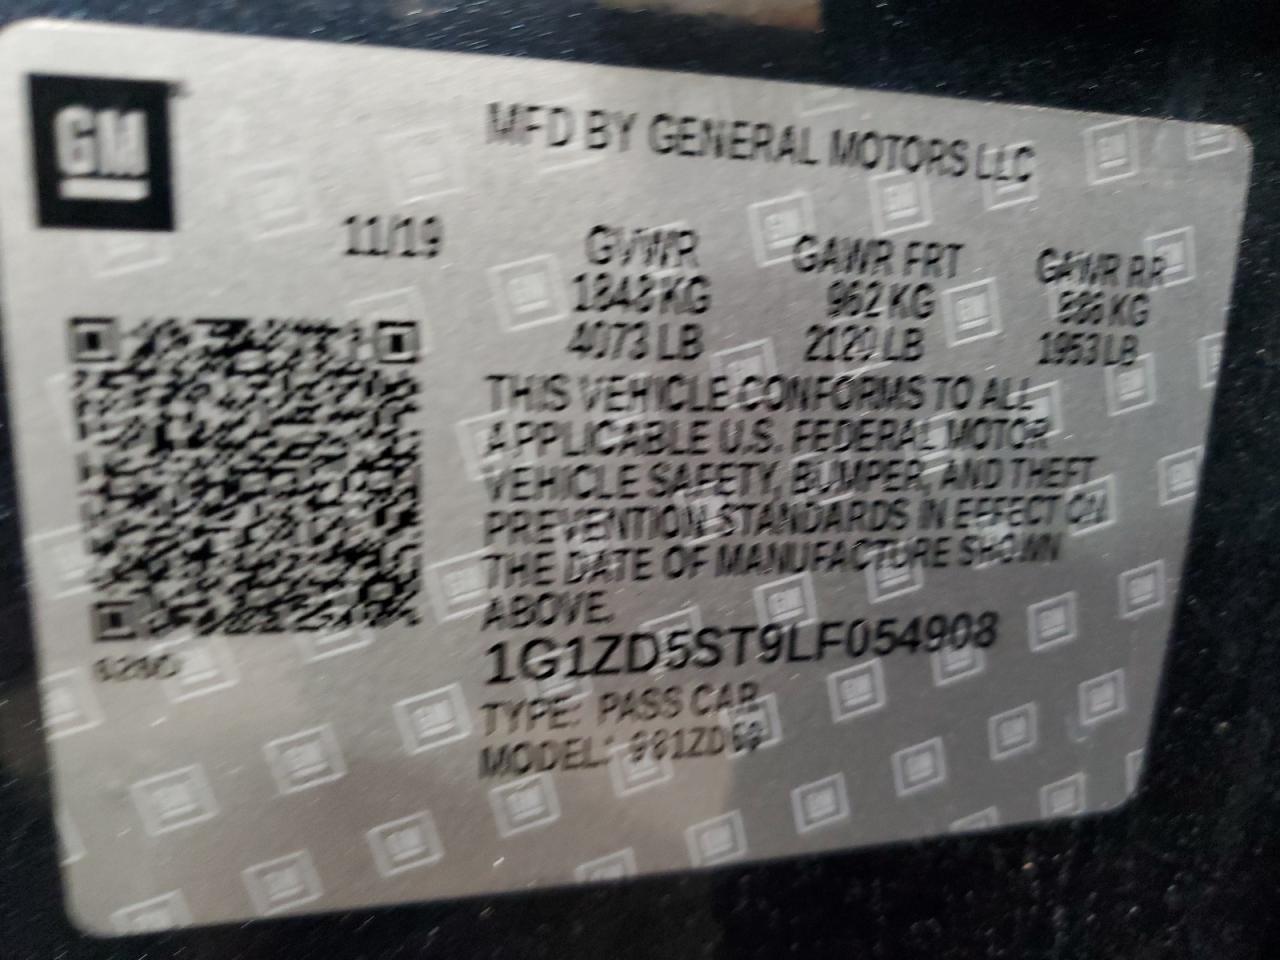 GM
MFD BY GENERAL MOTORS LLC
11/19
GVWR GAWR FRT GAWR RR
1848 KG 962 KG 886 KG
4073 LB 2120 LB 1953 LB
THIS VEHICLE CONFORMS TO ALL
APPLICABLE U.S. FEDERAL MOTOR
VEHICLE SAFETY, BUMPER, AND THEFT
PREVENTION STANDARDS IN EFFECT ON
THE DATE OF MANUFACTURE SHOWN
ABOVE.
1G1ZD5ST9LF054908
TYPE: PASS CAR
MODEL: